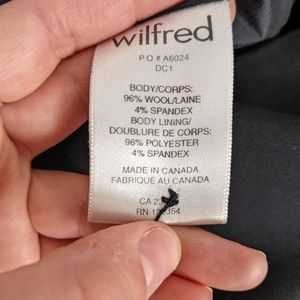 wilfred
P.O.# A6024
DC1
BODY/CORPS:
96% WOOL/LAINE
4% SPANDEX
BODY LINING/
DOUBLURE DE CORPS:
96% POLYESTER
4% SPANDEX
MADE IN CANADA
FABRIQUÉ AU CANADA
CA
RN